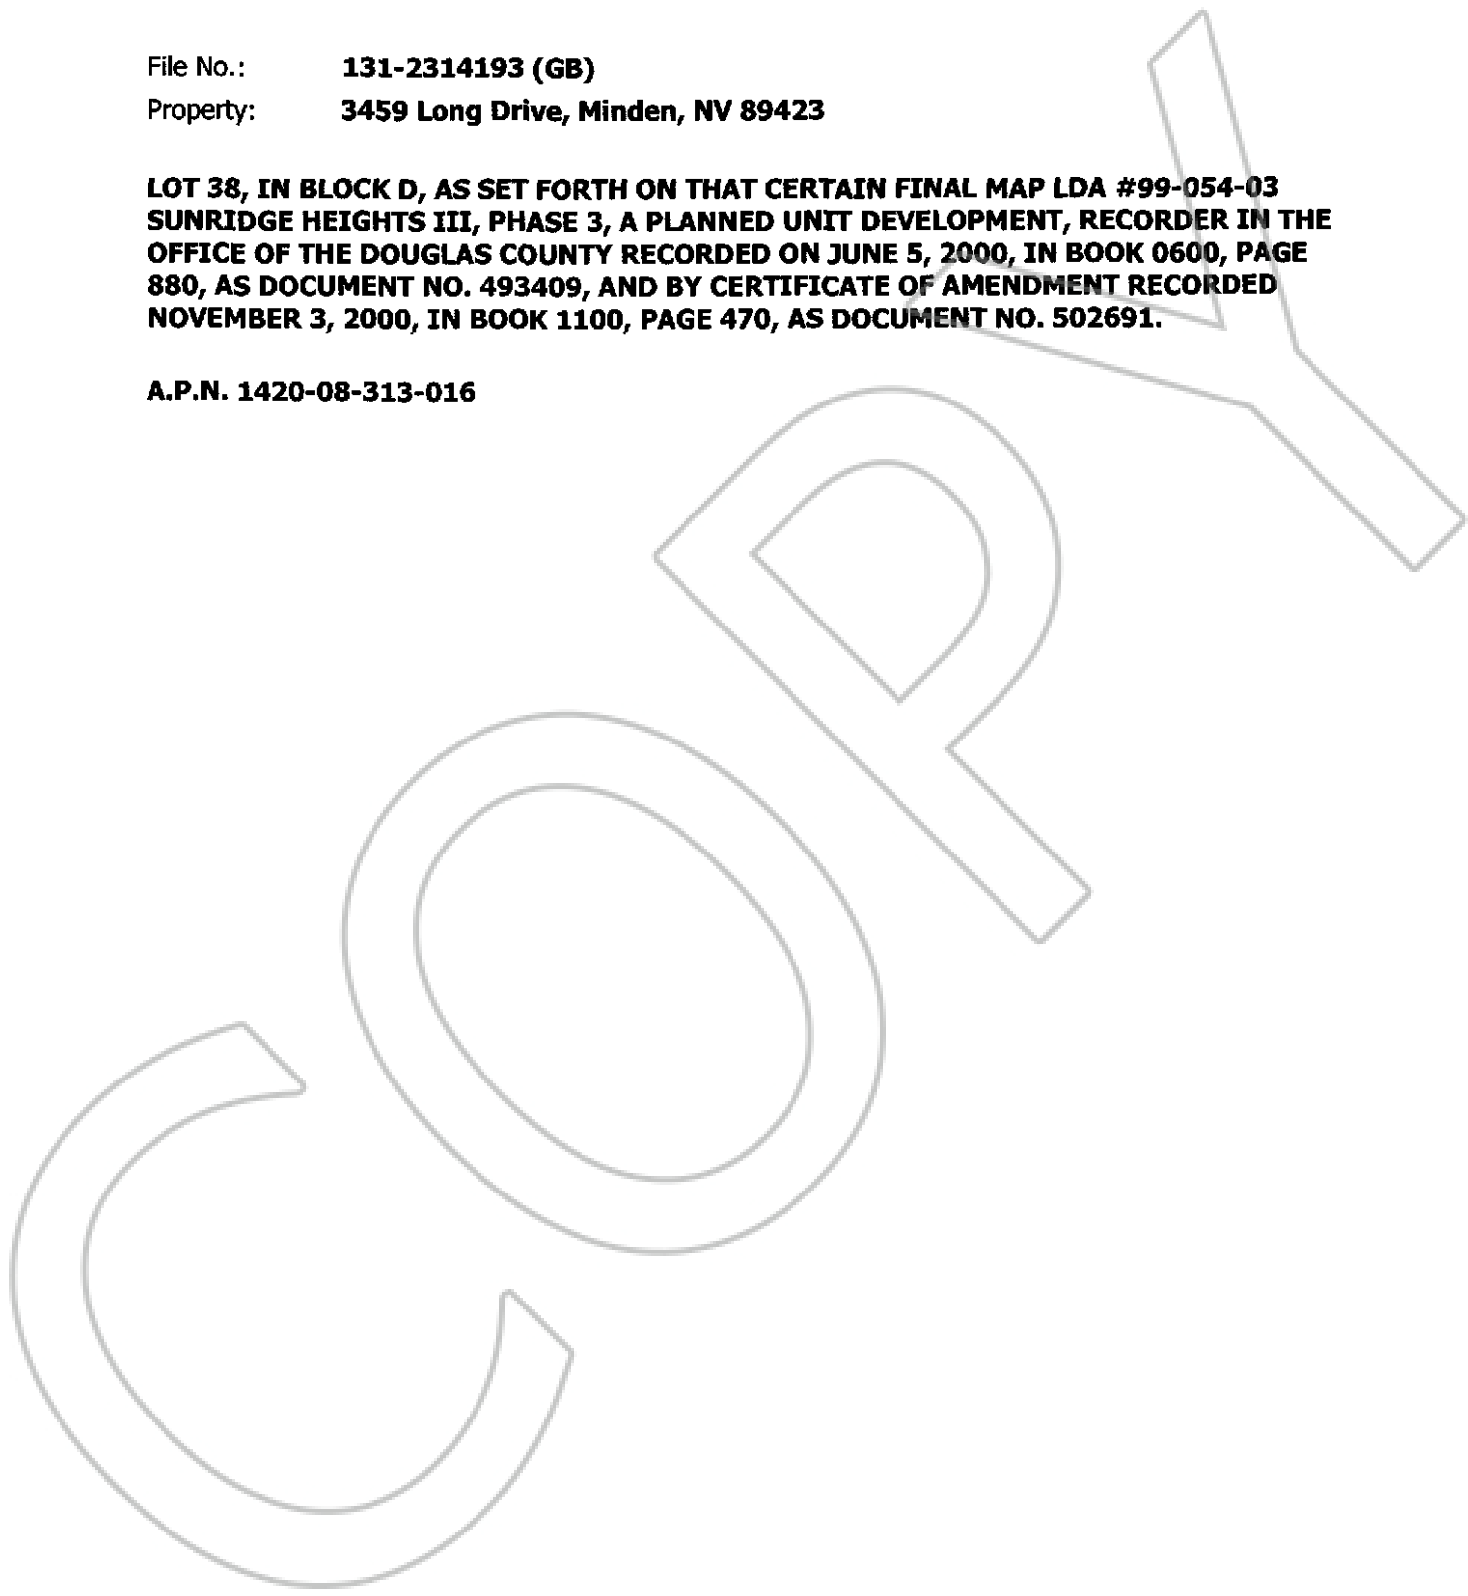 File No.: 131-2314193 (GB)
Property: 3459 Long Drive, Minden, NV 89423
LOT 38, IN BLOCK D, AS SET FORTH ON THAT CERTAIN FINAL MAP LDA #99-054-03
SUNRIDGE HEIGHTS III, PHASE 3, A PLANNED UNIT DEVELOPMENT, RECORDER IN THE
OFFICE OF THE DOUGLAS COUNTY RECORDED ON JUNE 5, 2000, IN BOOK 0600, PAGE
880, AS DOCUMENT NO. 493409, AND BY CERTIFICATE OF AMENDMENT RECORDED
NOVEMBER 3, 2000, IN BOOK 1100, PAGE 470, AS DOCUMENT NO. 502691.
A.P.N. 1420-08-313-016
COPY